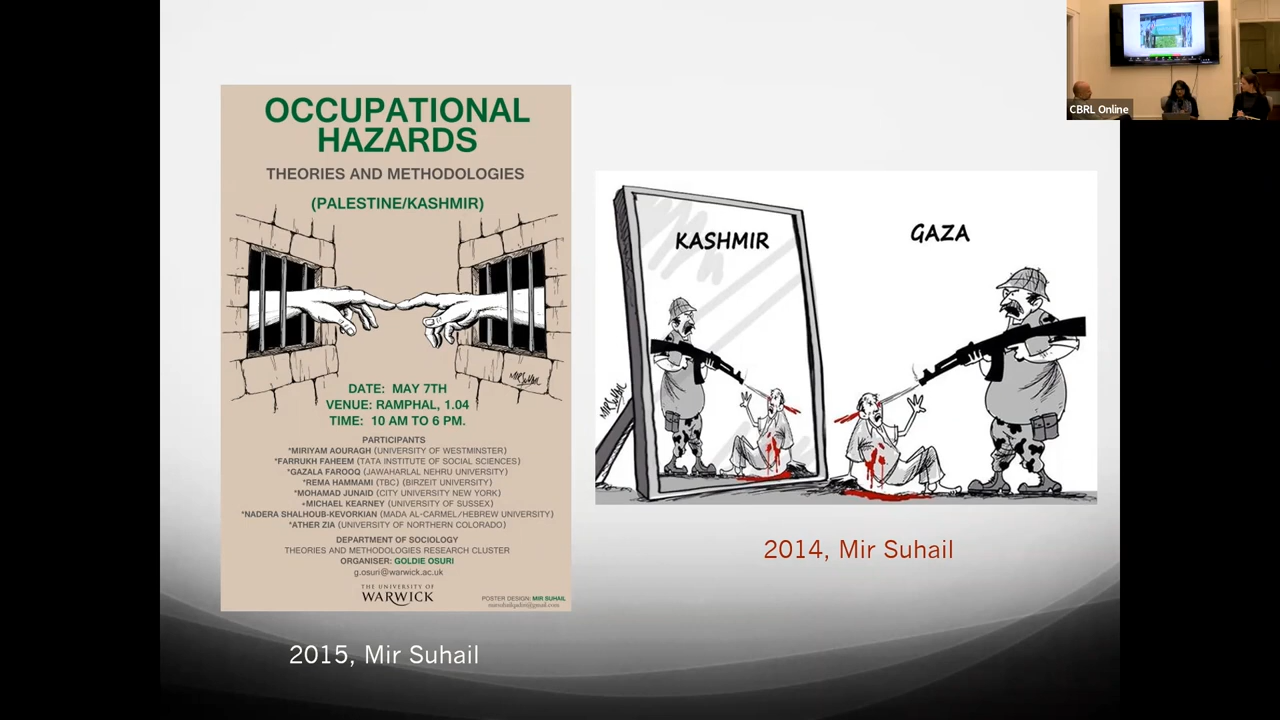 CBRL Online
OCCUPATIONAL
HAZARDS
THEORIES AND METHODOLOGIES
(PALESTINE/KASHMIR)
MIR SUHAIL
DATE: MAY 7TH
VENUE: RAMPHAL, 1.04
TIME: 10 AM TO 6 PM.
PARTICIPANTS
*MIRIYAM AOURAGH (UNIVERSITY OF WESTMINSTER)
*FARRUKH FAHEEM (TATA INSTITUTE OF SOCIAL SCIENCES)
*GAZALA FAROOQ (JAWAHARLAL NEHRU UNIVERSITY)
*REMA HAMMAMI (TBC) (BIRZEIT UNIVERSITY)
*MOHAMAD JUNAID (CITY UNIVERSITY NEW YORK)
*MICHAEL KEARNEY (UNIVERSITY OF SUSSEX)
*NADERA SHALHOUB-KEVORKIAN (MADA AL-CARMEL/HEBREW UNIVERSITY)
*ATHER ZIA (UNIVERSITY OF NORTHERN COLORADO)
DEPARTMENT OF SOCIOLOGY
THEORIES AND METHODOLOGIES RESEARCH CLUSTER
ORGANISER: GOLDIE OSURI
g.osuri@warwick.ac.uk
THE UNIVERSITY OF
WARWICK
POSTER DESIGN: MIR SUHAIL
2015, Mir Suhail
KASHMIR
GAZA
MIR SUHAIL
2014, Mir Suhail